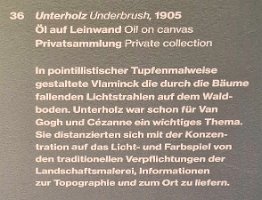 36 Unterholz Underbrush, 1905
Öl auf Leinwand Oil on canvas
Privatsammlung Private collection
In pointillistischer Tupfenmalweise
gestaltete Vlaminck die durch die Bäume
fallenden Lichtstrahlen auf dem Wald-
boden. Unterholz war schon für Van
Gogh und Cézanne ein wichtiges Thema.
Sie distanzierten sich mit der Konzen-
tration auf das Licht- und Farbspiel von
den traditionellen Verpflichtungen der
Landschaftsmalerei, Informationen
zur Topographie und zum Ort zu liefern.